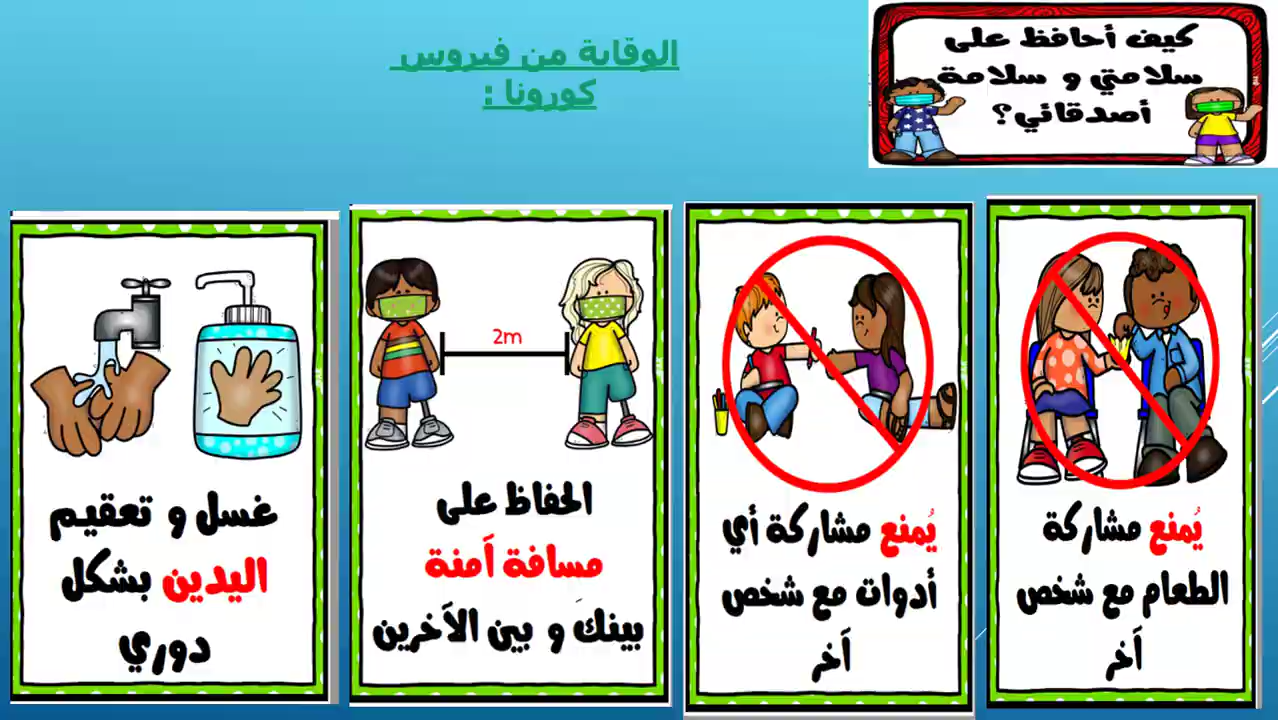 كيف أحافظ على
سلامتي و سلامة
أصدقائي؟
الوقاية من فيروس
كورونا :
يُمنع مشاركة
الطعام مع شخص
آخر
يُمنع مشاركة أي
أدوات مع شخص
آخر
2m
الحفاظ على
مسافة آمنة
بينكَ و بين الآخرين
غسل و تعقيم
اليدين بشكل
دوري